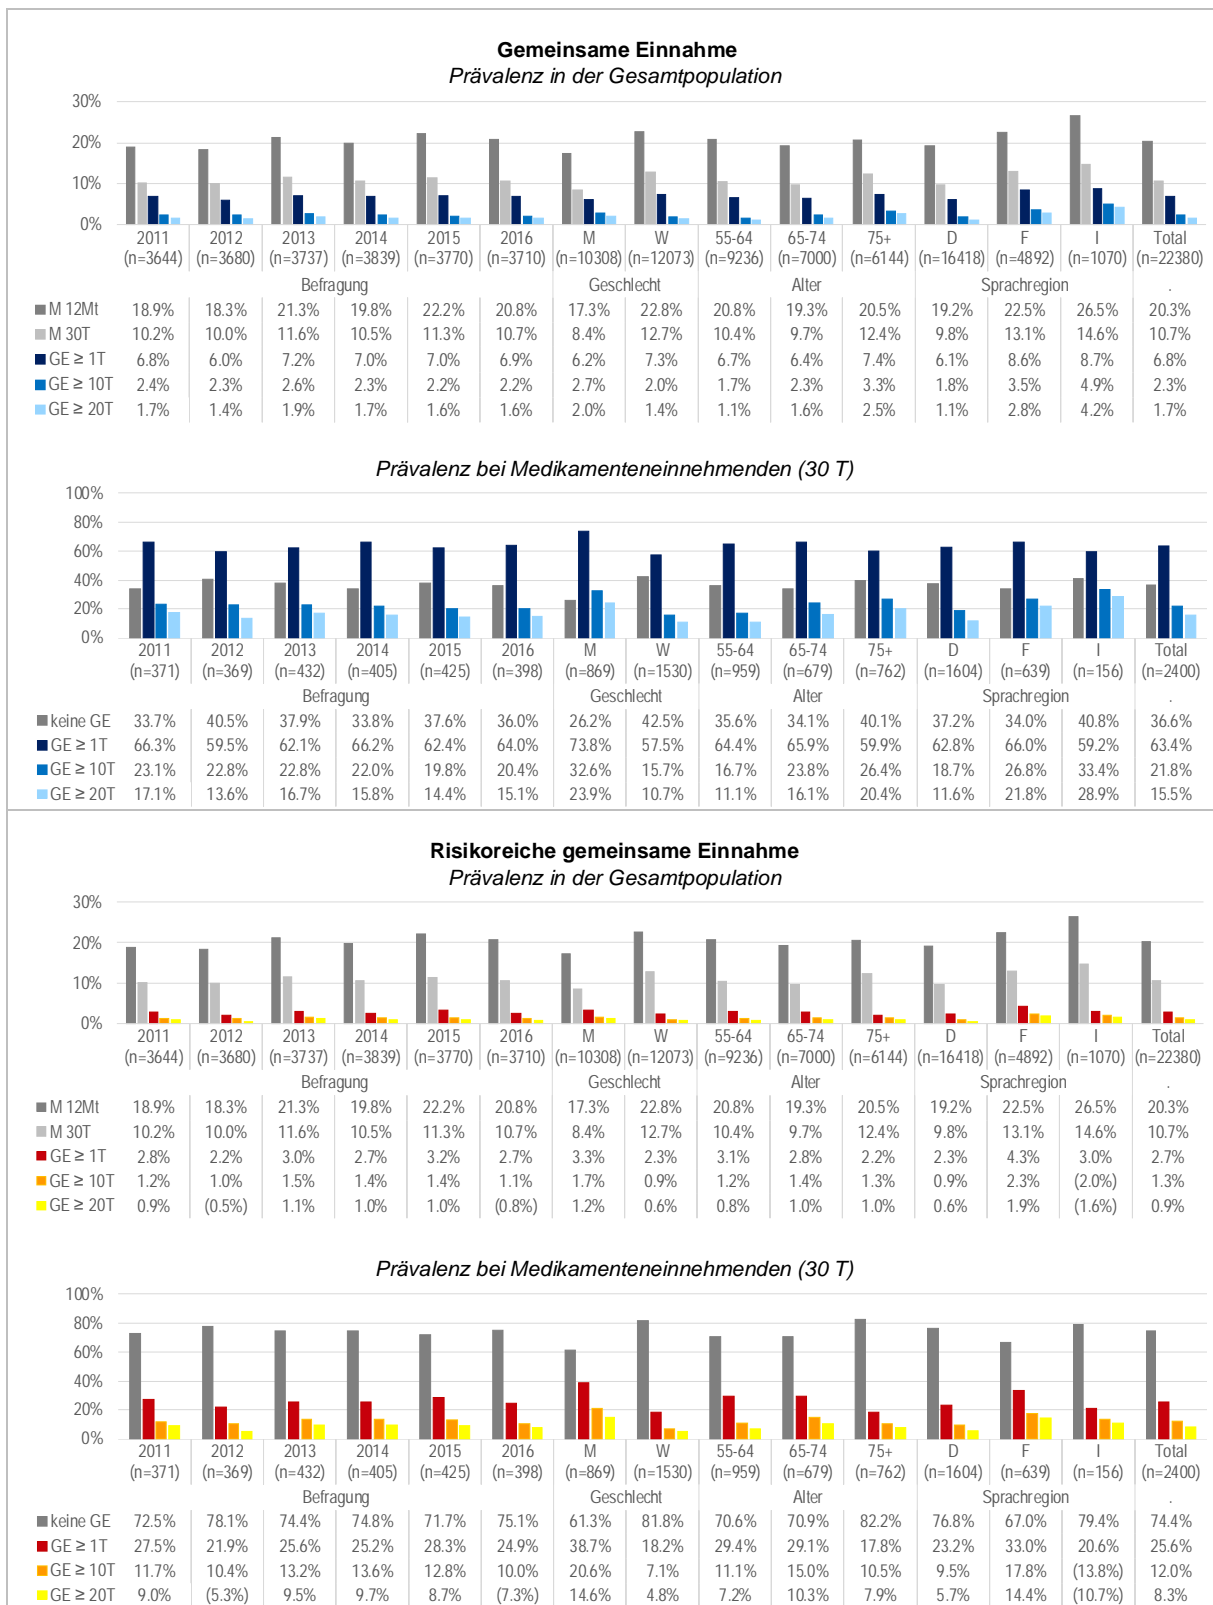 Gemeinsame Einnahme
Prävalenz in der Gesamtpopulation
30%
20%
10%
0%
2011 2012 2013 2014 2015 2016 M W 55-64 65-74 75+ D F I Total
(n=3644) (n=3680) (n=3737) (n=3839) (n=3770) (n=3710) (n=10308) (n=12073) (n=9236) (n=7000) (n=6144) (n=16418) (n=4892) (n=1070) (n=22380)
Befragung Geschlecht Alter Sprachregion .
M 12Mt 18.9% 18.3% 21.3% 19.8% 22.2% 20.8% 17.3% 22.8% 20.8% 19.3% 20.5% 19.2% 22.5% 26.5% 20.3%
M 30T 10.2% 10.0% 11.6% 10.5% 11.3% 10.7% 8.4% 12.7% 10.4% 9.7% 12.4% 9.8% 13.1% 14.6% 10.7%
GE ≥ 1T 6.8% 6.0% 7.2% 7.0% 7.0% 6.9% 6.2% 7.3% 6.7% 6.4% 7.4% 6.1% 8.6% 8.7% 6.8%
GE ≥ 10T 2.4% 2.3% 2.6% 2.3% 2.2% 2.2% 2.7% 2.0% 1.7% 2.3% 3.3% 1.8% 3.5% 4.9% 2.3%
GE ≥ 20T 1.7% 1.4% 1.9% 1.7% 1.6% 1.6% 2.0% 1.4% 1.1% 1.6% 2.5% 1.1% 2.8% 4.2% 1.7%
Prävalenz bei Medikamenteneinnehmenden (30 T)
100%
80%
60%
40%
20%
0%
2011 2012 2013 2014 2015 2016 M W 55-64 65-74 75+ D F I Total
(n=371) (n=369) (n=432) (n=405) (n=425) (n=398) (n=869) (n=1530) (n=959) (n=679) (n=762) (n=1604) (n=639) (n=156) (n=2400)
Befragung Geschlecht Alter Sprachregion .
keine GE 33.7% 40.5% 37.9% 33.8% 37.6% 36.0% 26.2% 42.5% 35.6% 34.1% 40.1% 37.2% 34.0% 40.8% 36.6%
GE ≥ 1T 66.3% 59.5% 62.1% 66.2% 62.4% 64.0% 73.8% 57.5% 64.4% 65.9% 59.9% 62.8% 66.0% 59.2% 63.4%
GE ≥ 10T 23.1% 22.8% 22.8% 22.0% 19.8% 20.4% 32.6% 15.7% 16.7% 23.8% 26.4% 18.7% 26.8% 33.4% 21.8%
GE ≥ 20T 17.1% 13.6% 16.7% 15.8% 14.4% 15.1% 23.9% 10.7% 11.1% 16.1% 20.4% 11.6% 21.8% 28.9% 15.5%
Risikoreiche gemeinsame Einnahme
Prävalenz in der Gesamtpopulation
30%
20%
10%
0%
2011 2012 2013 2014 2015 2016 M W 55-64 65-74 75+ D F I Total
(n=3644) (n=3680) (n=3737) (n=3839) (n=3770) (n=3710) (n=10308) (n=12073) (n=9236) (n=7000) (n=6144) (n=16418) (n=4892) (n=1070) (n=22380)
Befragung Geschlecht Alter Sprachregion .
M 12Mt 18.9% 18.3% 21.3% 19.8% 22.2% 20.8% 17.3% 22.8% 20.8% 19.3% 20.5% 19.2% 22.5% 26.5% 20.3%
M 30T 10.2% 10.0% 11.6% 10.5% 11.3% 10.7% 8.4% 12.7% 10.4% 9.7% 12.4% 9.8% 13.1% 14.6% 10.7%
GE ≥ 1T 2.8% 2.2% 3.0% 2.7% 3.2% 2.7% 3.3% 2.3% 3.1% 2.8% 2.2% 2.3% 4.3% 3.0% 2.7%
GE ≥ 10T 1.2% 1.0% 1.5% 1.4% 1.4% 1.1% 1.7% 0.9% 1.2% 1.4% 1.3% 0.9% 2.3% (2.0%) 1.3%
GE ≥ 20T 0.9% (0.5%) 1.1% 1.0% 1.0% (0.8%) 1.2% 0.6% 0.8% 1.0% 1.0% 0.6% 1.9% (1.6%) 0.9%
Prävalenz bei Medikamenteneinnehmenden (30 T)
100%
80%
60%
40%
20%
0%
2011 2012 2013 2014 2015 2016 M W 55-64 65-74 75+ D F I Total
(n=371) (n=369) (n=432) (n=405) (n=425) (n=398) (n=869) (n=1530) (n=959) (n=679) (n=762) (n=1604) (n=639) (n=156) (n=2400)
Befragung Geschlecht Alter Sprachregion .
keine GE 72.5% 78.1% 74.4% 74.8% 71.7% 75.1% 61.3% 81.8% 70.6% 70.9% 82.2% 76.8% 67.0% 79.4% 74.4%
GE ≥ 1T 27.5% 21.9% 25.6% 25.2% 28.3% 24.9% 38.7% 18.2% 29.4% 29.1% 17.8% 23.2% 33.0% 20.6% 25.6%
GE ≥ 10T 11.7% 10.4% 13.2% 13.6% 12.8% 10.0% 20.6% 7.1% 11.1% 15.0% 10.5% 9.5% 17.8% (13.8%) 12.0%
GE ≥ 20T 9.0% (5.3%) 9.5% 9.7% 8.7% (7.3%) 14.6% 4.8% 7.2% 10.3% 7.9% 5.7% 14.4% (10.7%) 8.3%